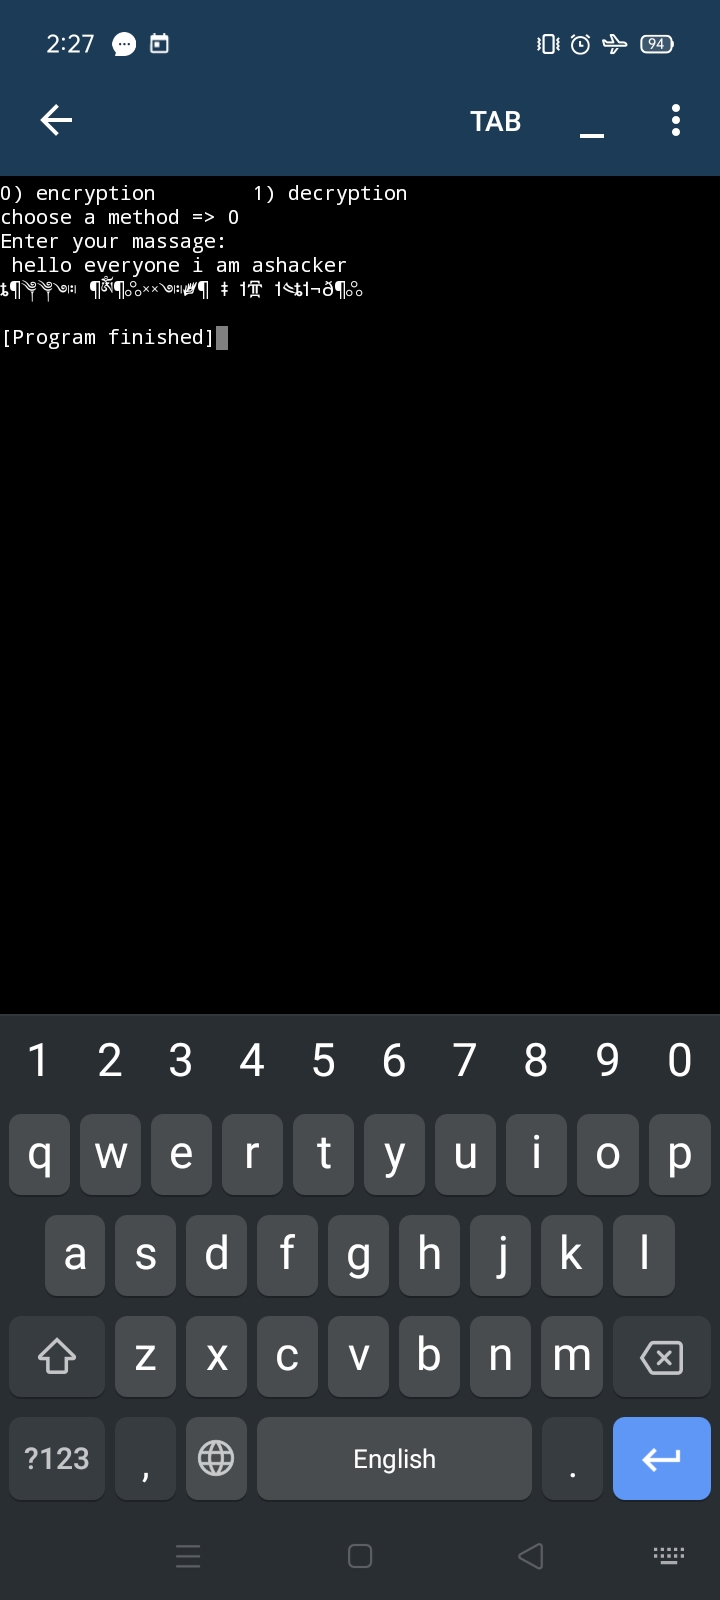 2:27
94
TAB
0) encryption 1) decryption
choose a method => 0
Enter your massage:
hello everyone i am ashacker
[Program finished]
1 2 3 4 5 6 7 8 9 0
q w e r t y u i o p
a s d f g h j k l
z x c v b n m
?123 , English .